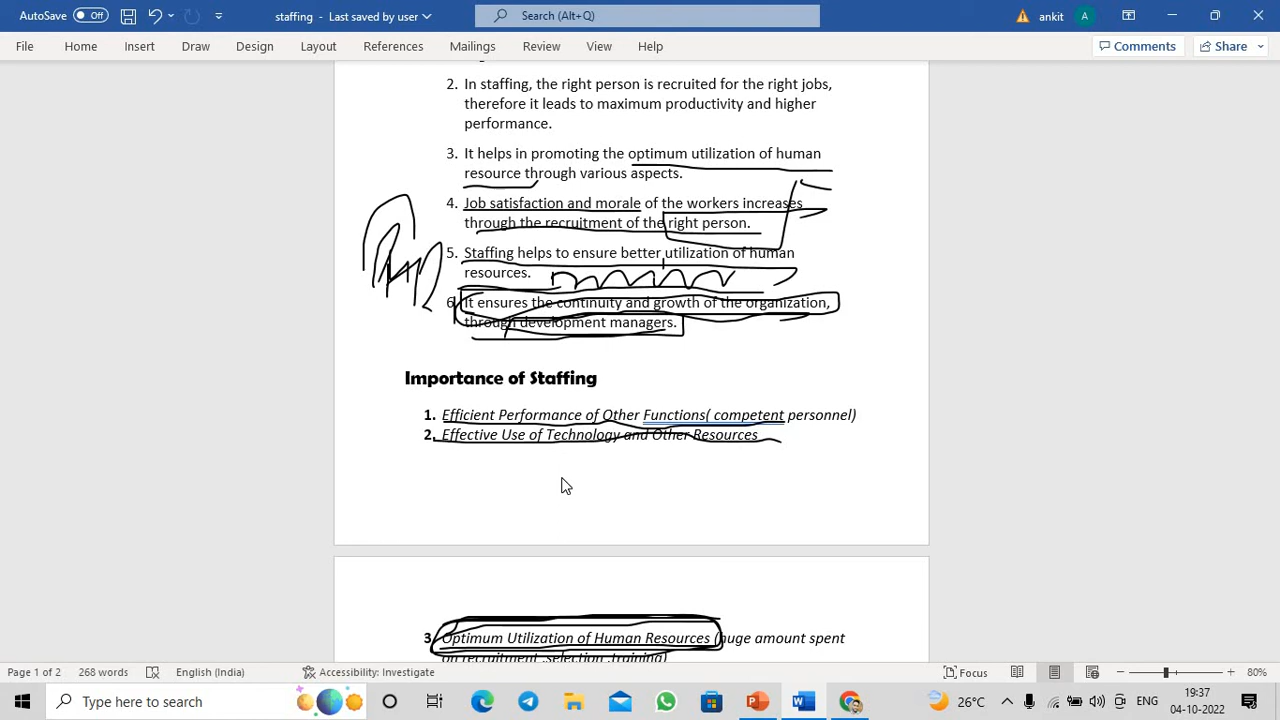 AutoSave Off staffing - Last saved by user Search (Alt+Q) ankit A
File Home Insert Draw Design Layout References Mailings Review View Help Comments Share
2. In staffing, the right person is recruited for the right jobs,
therefore it leads to maximum productivity and higher
performance.
3. It helps in promoting the optimum utilization of human
resource through various aspects.
4. Job satisfaction and morale of the workers increases
through the recruitment of the right person.
5. Staffing helps to ensure better utilization of human
resources.
6. It ensures the continuity and growth of the organization,
through development managers.
Importance of Staffing
1. Efficient Performance of Other Functions( competent personnel)
2. Effective Use of Technology and Other Resources
3. Optimum Utilization of Human Resources (huge amount spent
on recruitment ,selection ,training)
Page 1 of 2 268 words English (India) Accessibility: Investigate Focus 80%
Type here to search 26°C ENG 19:37
04-10-2022